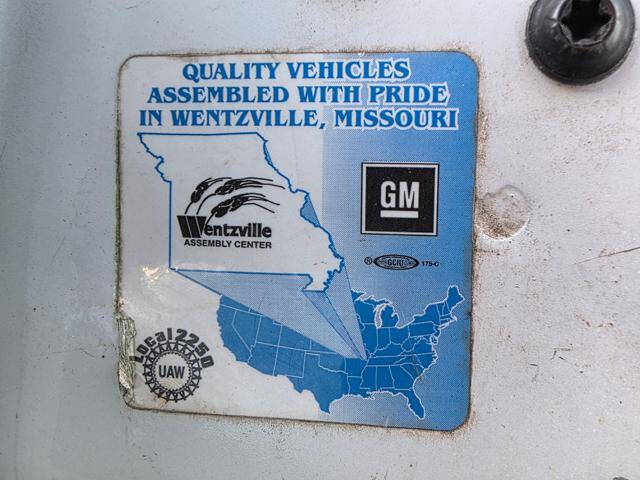 QUALITY VEHICLES
ASSEMBLED WITH PRIDE
IN WENTZVILLE, MISSOURI
Wentzville
ASSEMBLY CENTER
GM
® GCIU 175-C
Local 2250
UAW